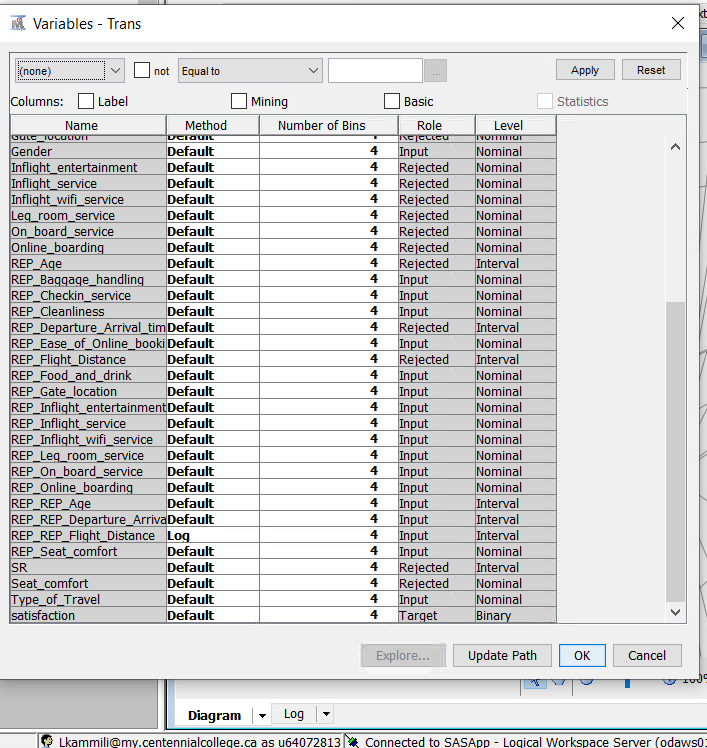 Variables - Trans
(none) not Equal to ... Apply Reset
Columns: Label Mining Basic Statistics
Name Method Number of Bins Role Level
Gate_location Default 4 Rejected Nominal
Gender Default 4 Input Nominal
Inflight_entertainment Default 4 Rejected Nominal
Inflight_service Default 4 Rejected Nominal
Inflight_wifi_service Default 4 Rejected Nominal
Leg_room_service Default 4 Rejected Nominal
On_board_service Default 4 Rejected Nominal
Online_boarding Default 4 Rejected Nominal
REP_Age Default 4 Rejected Interval
REP_Baggage_handling Default 4 Input Nominal
REP_Checkin_service Default 4 Input Nominal
REP_Cleanliness Default 4 Input Nominal
REP_Departure_Arrival_tim Default 4 Rejected Interval
REP_Ease_of_Online_booki Default 4 Input Nominal
REP_Flight_Distance Default 4 Rejected Interval
REP_Food_and_drink Default 4 Input Nominal
REP_Gate_location Default 4 Input Nominal
REP_Inflight_entertainment Default 4 Input Nominal
REP_Inflight_service Default 4 Input Nominal
REP_Inflight_wifi_service Default 4 Input Nominal
REP_Leg_room_service Default 4 Input Nominal
REP_On_board_service Default 4 Input Nominal
REP_Online_boarding Default 4 Input Nominal
REP_REP_Age Default 4 Input Interval
REP_REP_Departure_Arriva Default 4 Input Interval
REP_REP_Flight_Distance Log 4 Input Interval
REP_Seat_comfort Default 4 Input Nominal
SR Default 4 Rejected Interval
Seat_comfort Default 4 Rejected Nominal
Type_of_Travel Default 4 Input Nominal
satisfaction Default 4 Target Binary
Explore... Update Path OK Cancel
100%
Diagram Log
Lkammili@my.centennialcollege.ca as u64072813 Connected to SASApp - Logical Workspace Server (odaws01